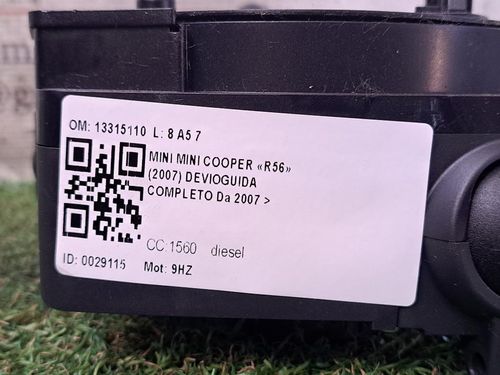 OM: 13315110 L: 8 A5 7
MINI MINI COOPER «R56»
(2007) DEVIOGUIDA
COMPLETO Da 2007 >
CC 1560 diesel
ID: 0029115 Mot: 9HZ